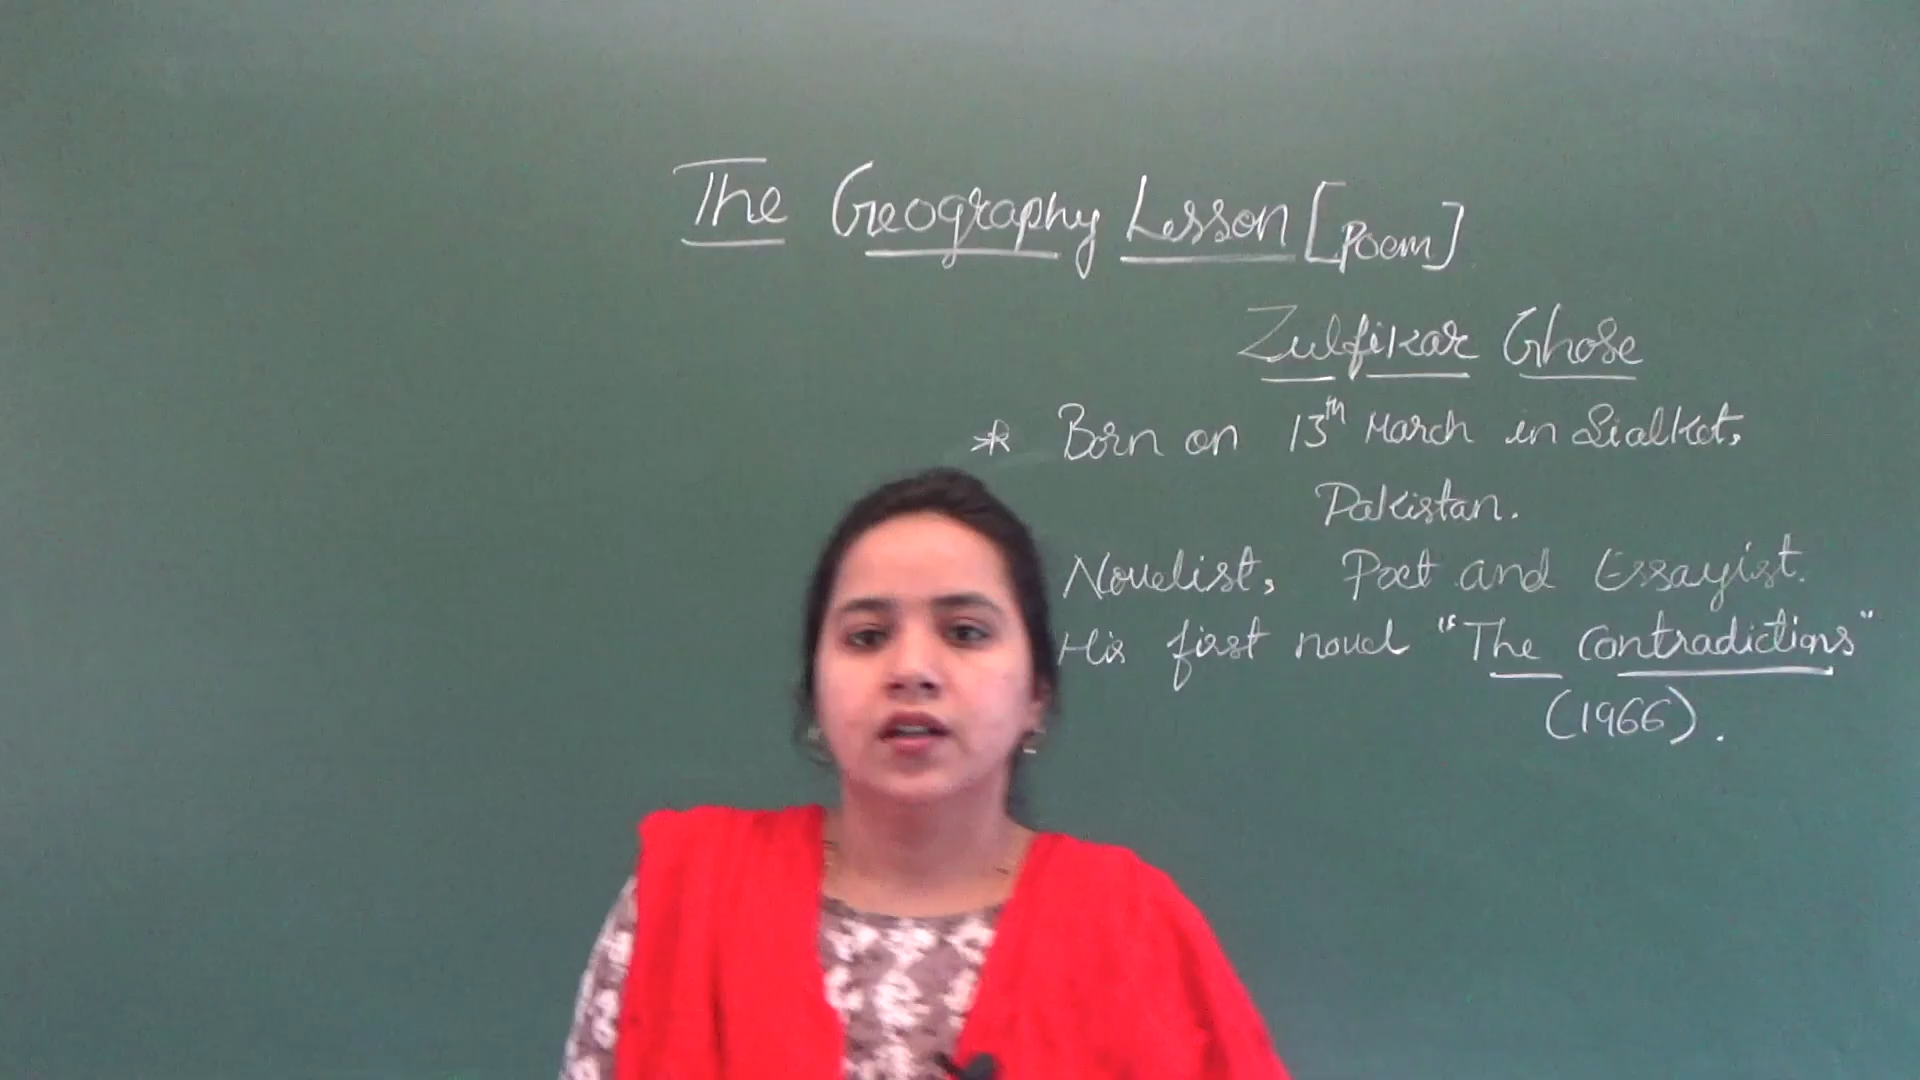 The Geography Lesson [Poem]
Zulfikar Ghose
* Born on 13th March in Sialkot,
Pakistan.
Novelist, Poet and Essayist.
His first novel "The Contradictions"
(1966).